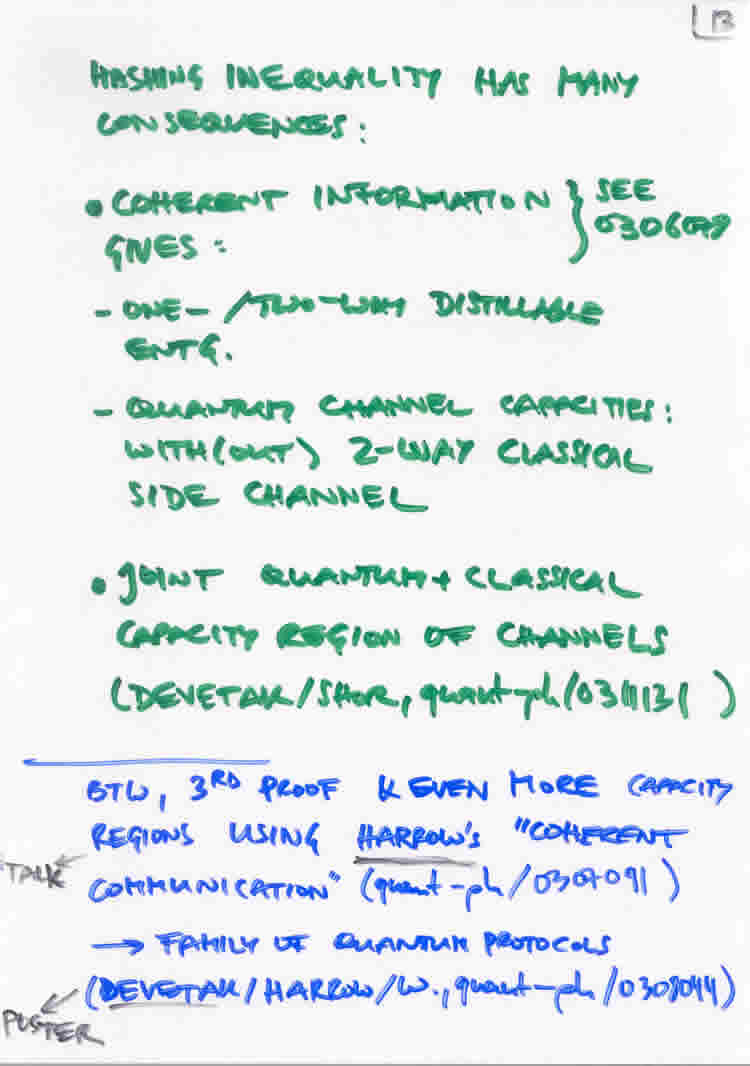 13
HASHING INEQUALITY HAS MANY
CONSEQUENCES:
• COHERENT INFORMATION } SEE
GIVES: 0306078
- ONE- /TWO-WAY DISTILLABLE
ENTG.
- QUANTUM CHANNEL CAPACITIES:
WITH(OUT) 2-WAY CLASSICAL
SIDE CHANNEL
• JOINT QUANTUM + CLASSICAL
CAPACITY REGION OF CHANNELS
(DEVETAK/SHOR, quant-ph/0311131)
BTW, 3RD PROOF & EVEN MORE CAPACITY
REGIONS USING HARROW'S "COHERENT
TALK COMMUNICATION" (quant-ph/0307091)
→ FAMILY OF QUANTUM PROTOCOLS
(DEVETAK/HARROW/W., quant-ph/0308044)
POSTER